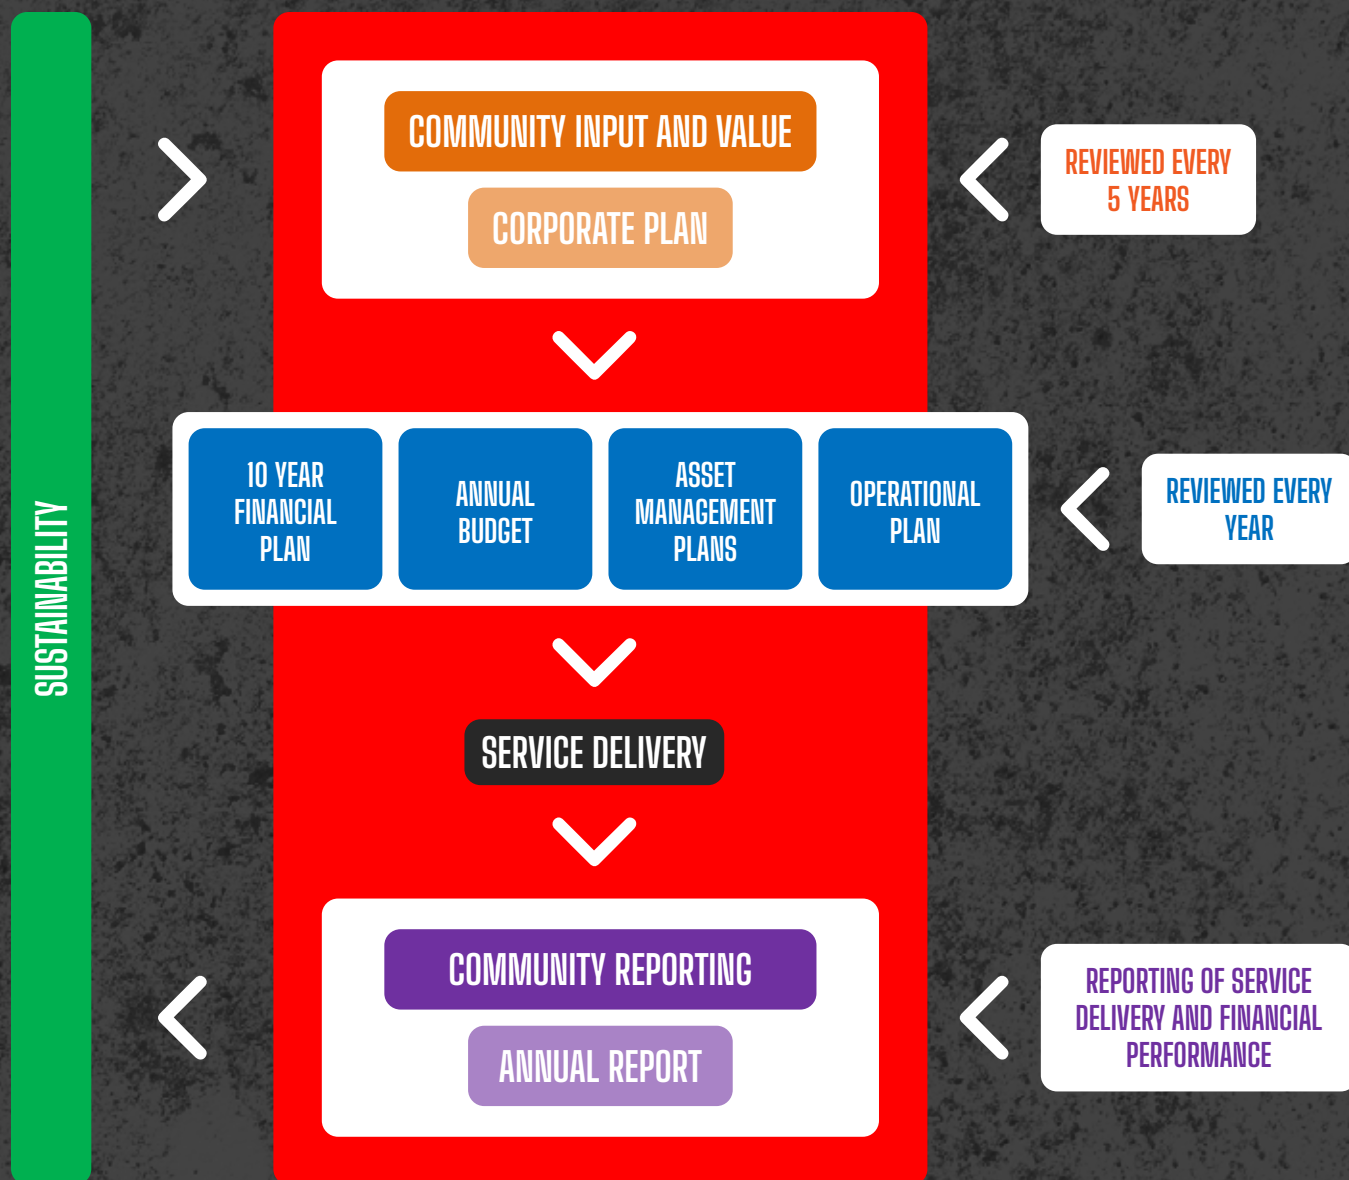 SUSTAINABILITY
COMMUNITY INPUT AND VALUE
CORPORATE PLAN
REVIEWED EVERY
5 YEARS
10 YEAR
FINANCIAL
PLAN
ANNUAL
BUDGET
ASSET
MANAGEMENT
PLANS
OPERATIONAL
PLAN
REVIEWED EVERY
YEAR
SERVICE DELIVERY
COMMUNITY REPORTING
ANNUAL REPORT
REPORTING OF SERVICE
DELIVERY AND FINANCIAL
PERFORMANCE